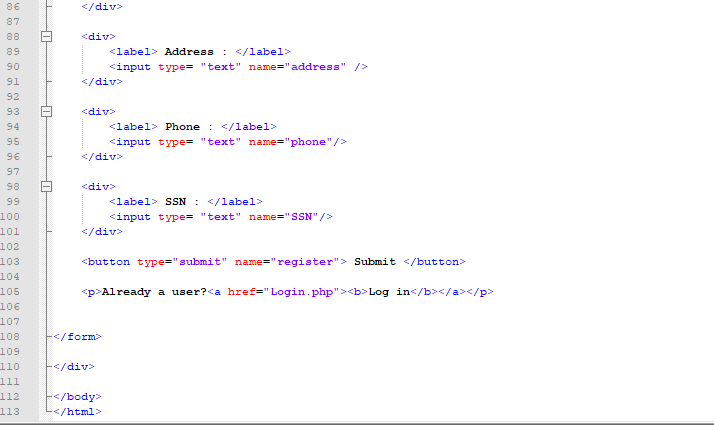 86 </div>
87
88 <div>
89 <label> Address : </label>
90 <input type= "text" name="address" />
91 </div>
92
93 <div>
94 <label> Phone : </label>
95 <input type= "text" name="phone"/>
96 </div>
97
98 <div>
99 <label> SSN : </label>
100 <input type= "text" name="SSN"/>
101 </div>
102
103 <button type="submit" name="register"> Submit </button>
104
105 <p>Already a user?<a href="Login.php"><b>Log in</b></a></p>
106
107
108 </form>
109
110 </div>
111
112 </body>
113 </html>